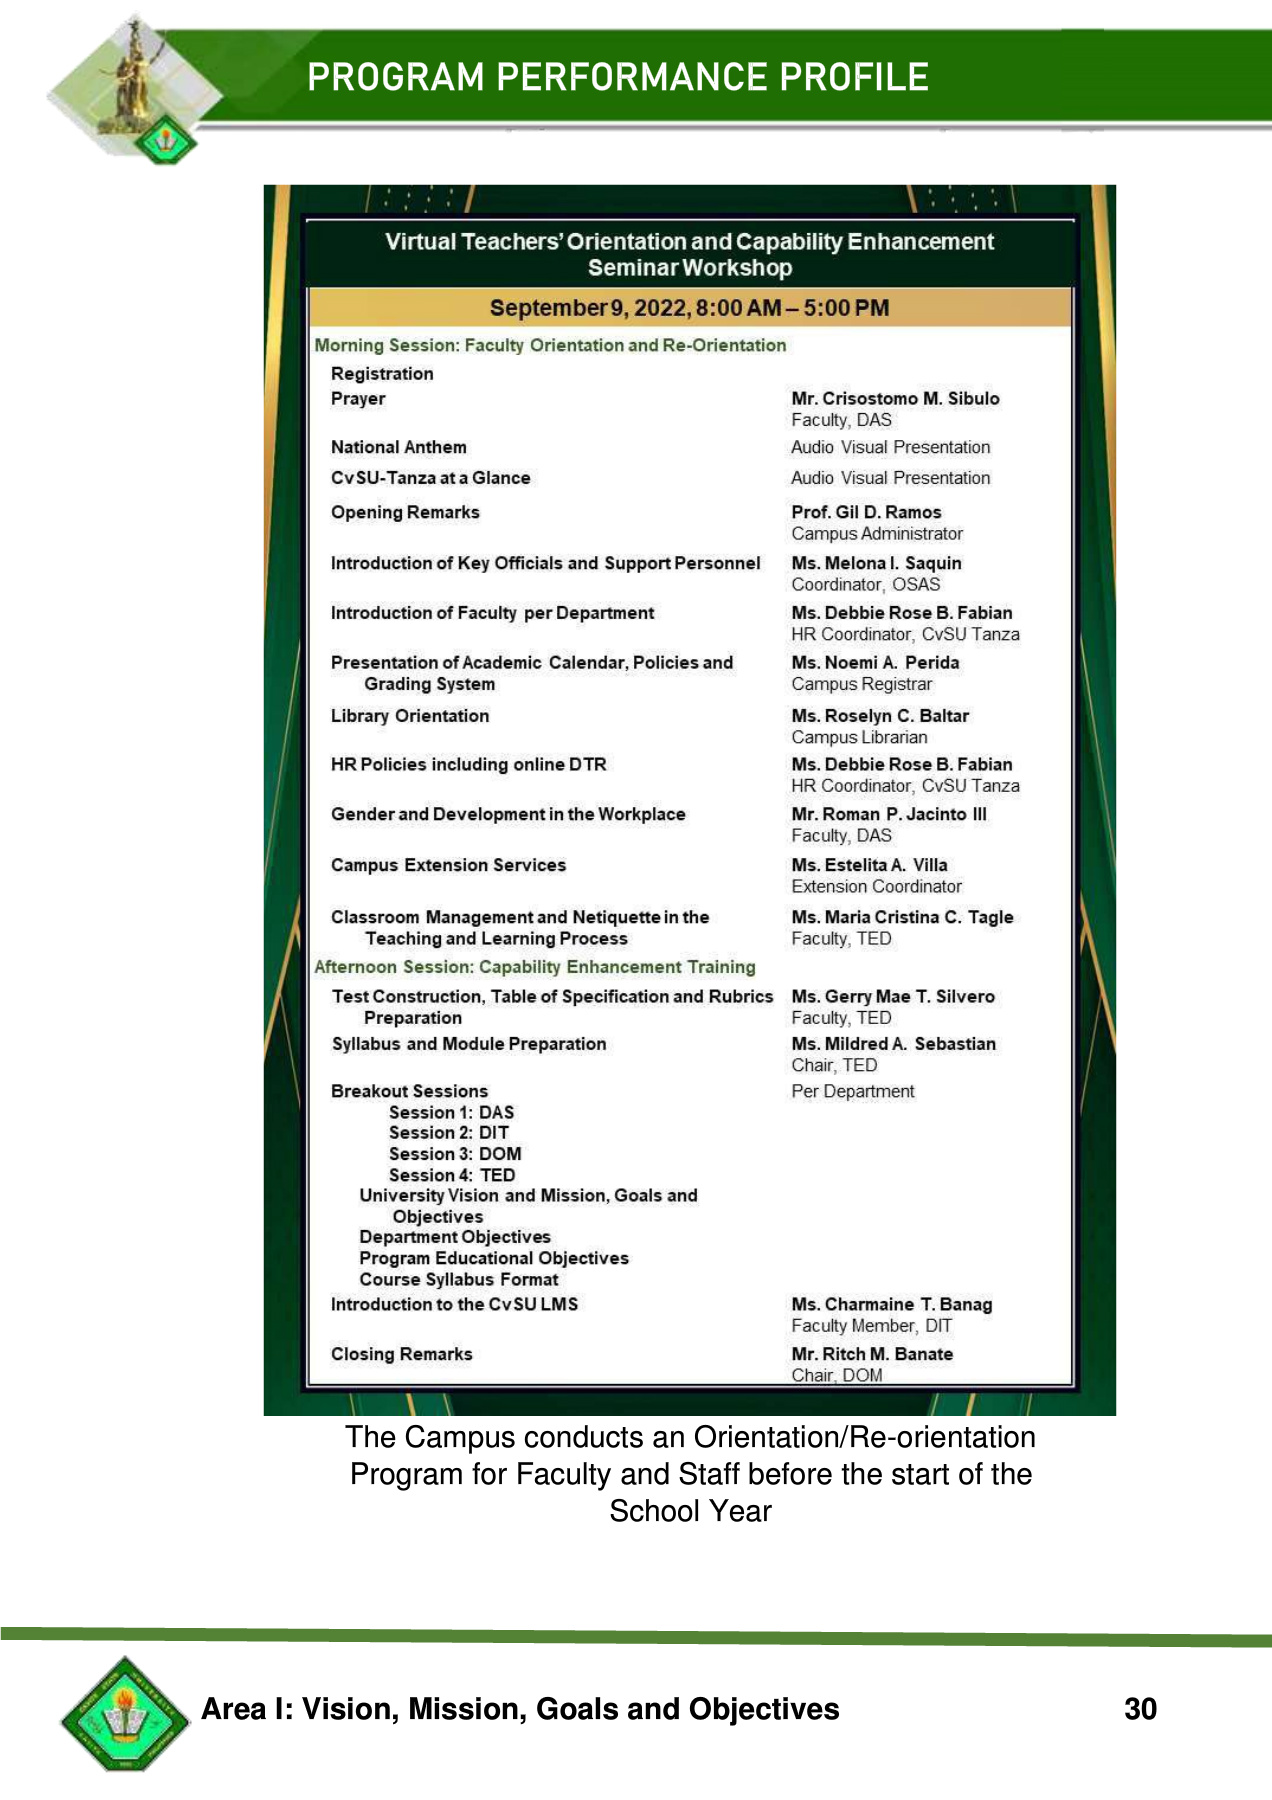 PROGRAM PERFORMANCE PROFILE
Virtual Teachers' Orientation and Capability Enhancement
Seminar Workshop
September 9, 2022, 8:00 AM – 5:00 PM
Morning Session: Faculty Orientation and Re-Orientation
Registration
Prayer Mr. Crisostomo M. Sibulo
Faculty, DAS
National Anthem Audio Visual Presentation
CvSU-Tanza at a Glance Audio Visual Presentation
Opening Remarks Prof. Gil D. Ramos
Campus Administrator
Introduction of Key Officials and Support Personnel Ms. Melona I. Saquin
Coordinator, OSAS
Introduction of Faculty per Department Ms. Debbie Rose B. Fabian
HR Coordinator, CvSU Tanza
Presentation of Academic Calendar, Policies and Ms. Noemi A. Perida
Grading System Campus Registrar
Library Orientation Ms. Roselyn C. Baltar
Campus Librarian
HR Policies including online DTR Ms. Debbie Rose B. Fabian
HR Coordinator, CvSU Tanza
Gender and Development in the Workplace Mr. Roman P. Jacinto III
Faculty, DAS
Campus Extension Services Ms. Estelita A. Villa
Extension Coordinator
Classroom Management and Netiquette in the Ms. Maria Cristina C. Tagle
Teaching and Learning Process Faculty, TED
Afternoon Session: Capability Enhancement Training
Test Construction, Table of Specification and Rubrics Ms. Gerry Mae T. Silvero
Preparation Faculty, TED
Syllabus and Module Preparation Ms. Mildred A. Sebastian
Chair, TED
Breakout Sessions Per Department
Session 1: DAS
Session 2: DIT
Session 3: DOM
Session 4: TED
University Vision and Mission, Goals and
Objectives
Department Objectives
Program Educational Objectives
Course Syllabus Format
Introduction to the CvSU LMS Ms. Charmaine T. Banag
Faculty Member, DIT
Closing Remarks Mr. Ritch M. Banate
Chair, DOM
The Campus conducts an Orientation/Re-orientation
Program for Faculty and Staff before the start of the
School Year
Area I: Vision, Mission, Goals and Objectives 30